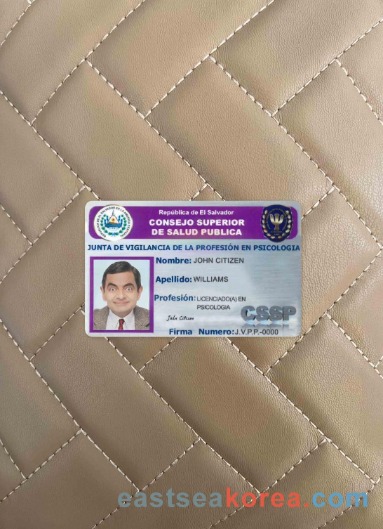 República de El Salvador
CONSEJO SUPERIOR
DE SALUD PUBLICA
JUNTA DE VIGILANCIA DE LA PROFESIÓN EN PSICOLOGIA
Nombre: JOHN CITIZEN
Apellido: WILLIAMS
Profesión: LICENCIADO(A) EN
PSICOLOGIA
John Citizen
CSSP
Firma Numero: J.V.P.P.-0000
eastseakorea.com